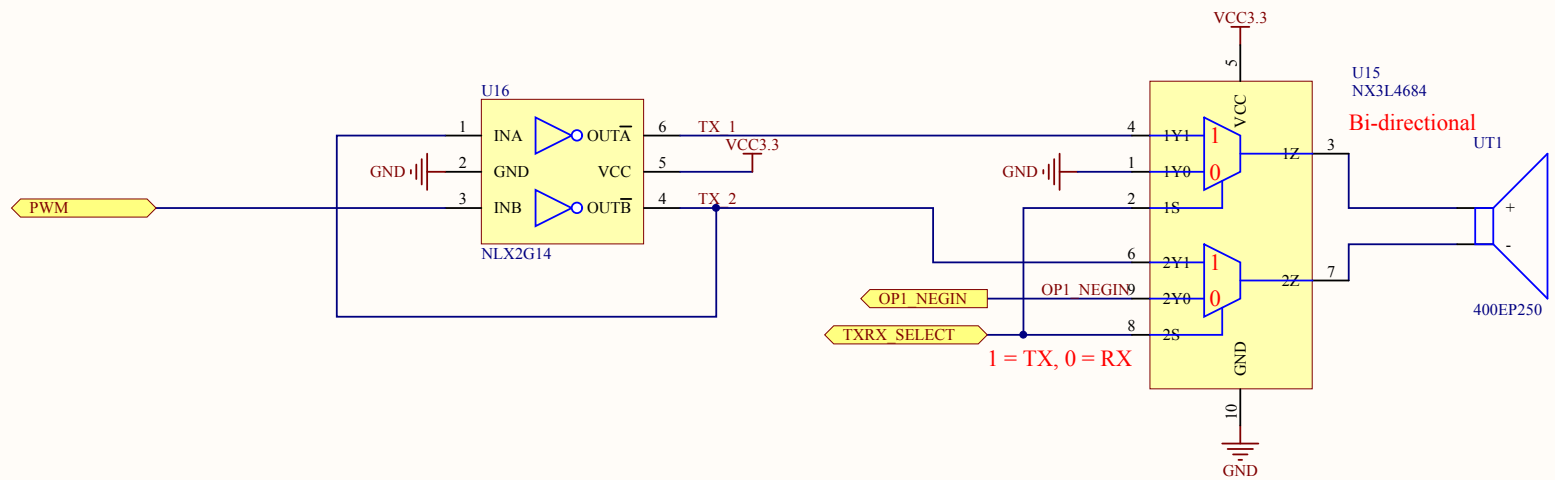 VCC3.3
5
U15
NX3L4684
Bi-directional
UT1
U16
1
INA
OUTA
6
TX_1
4
1Y1
1
VCC
1Z
3
GND
2
GND
VCC
5
VCC3.3
GND
1
1Y0
0
PWM
3
INB
OUTB
4
TX_2
2
1S
+
-
NLX2G14
6
2Y1
1
2Z
7
OP1_NEGIN
OP1_NEGIN
9
2Y0
0
400EP250
TXRX_SELECT
8
2S
1 = TX, 0 = RX
GND
10
GND